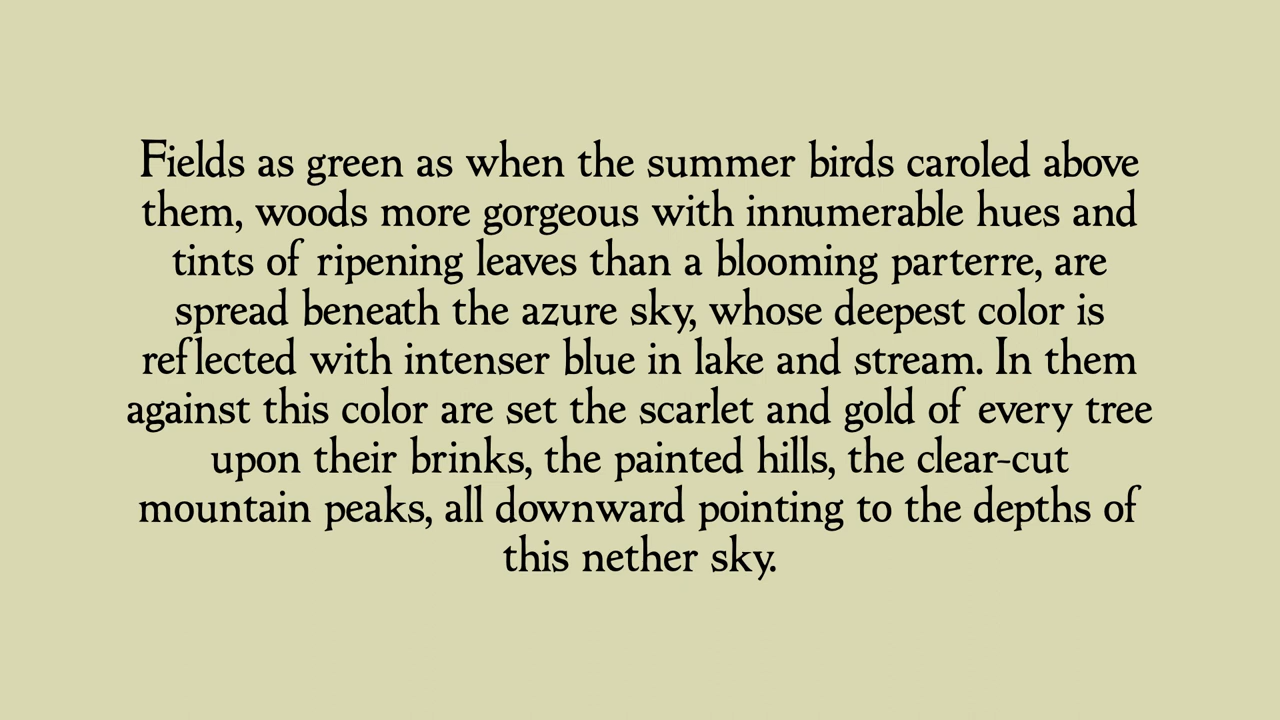 Fields as green as when the summer birds caroled above
them, woods more gorgeous with innumerable hues and
tints of ripening leaves than a blooming parterre, are
spread beneath the azure sky, whose deepest color is
reflected with intenser blue in lake and stream. In them
against this color are set the scarlet and gold of every tree
upon their brinks, the painted hills, the clear-cut
mountain peaks, all downward pointing to the depths of
this nether sky.